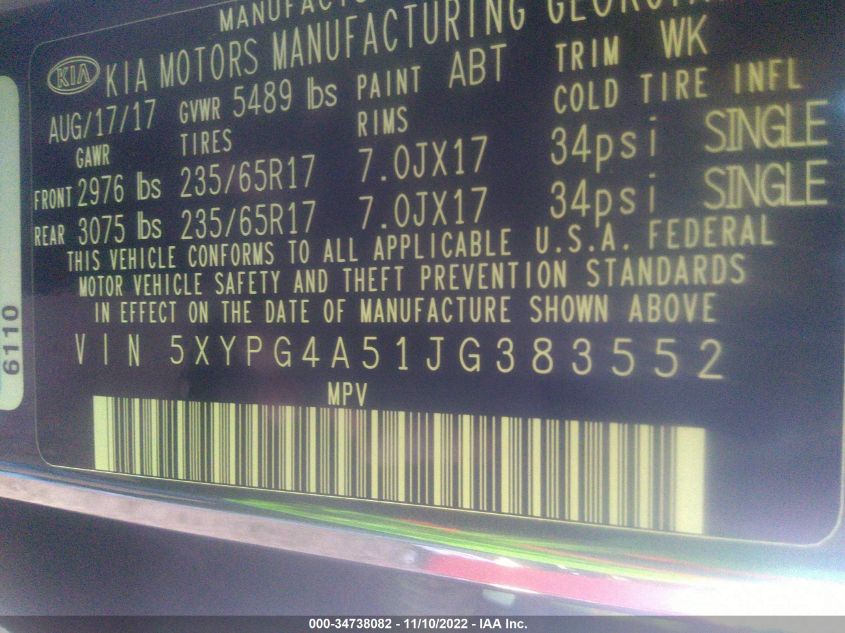 MANUFACTU
KIA KIA MOTORS MANUFACTURING GEORGIA
AUG/17/17 GVWR 5489 lbs PAINT ABT TRIM WK
GAWR TIRES RIMS COLD TIRE INFL
FRONT 2976 lbs 235/65R17 7.0JX17 34psi SINGLE
REAR 3075 lbs 235/65R17 7.0JX17 34psi SINGLE
THIS VEHICLE CONFORMS TO ALL APPLICABLE U.S.A. FEDERAL
MOTOR VEHICLE SAFETY AND THEFT PREVENTION STANDARDS
IN EFFECT ON THE DATE OF MANUFACTURE SHOWN ABOVE
VIN 5XYPG4A51JG383552
MPV
6110
000-34738082 - 11/10/2022 - IAA Inc.